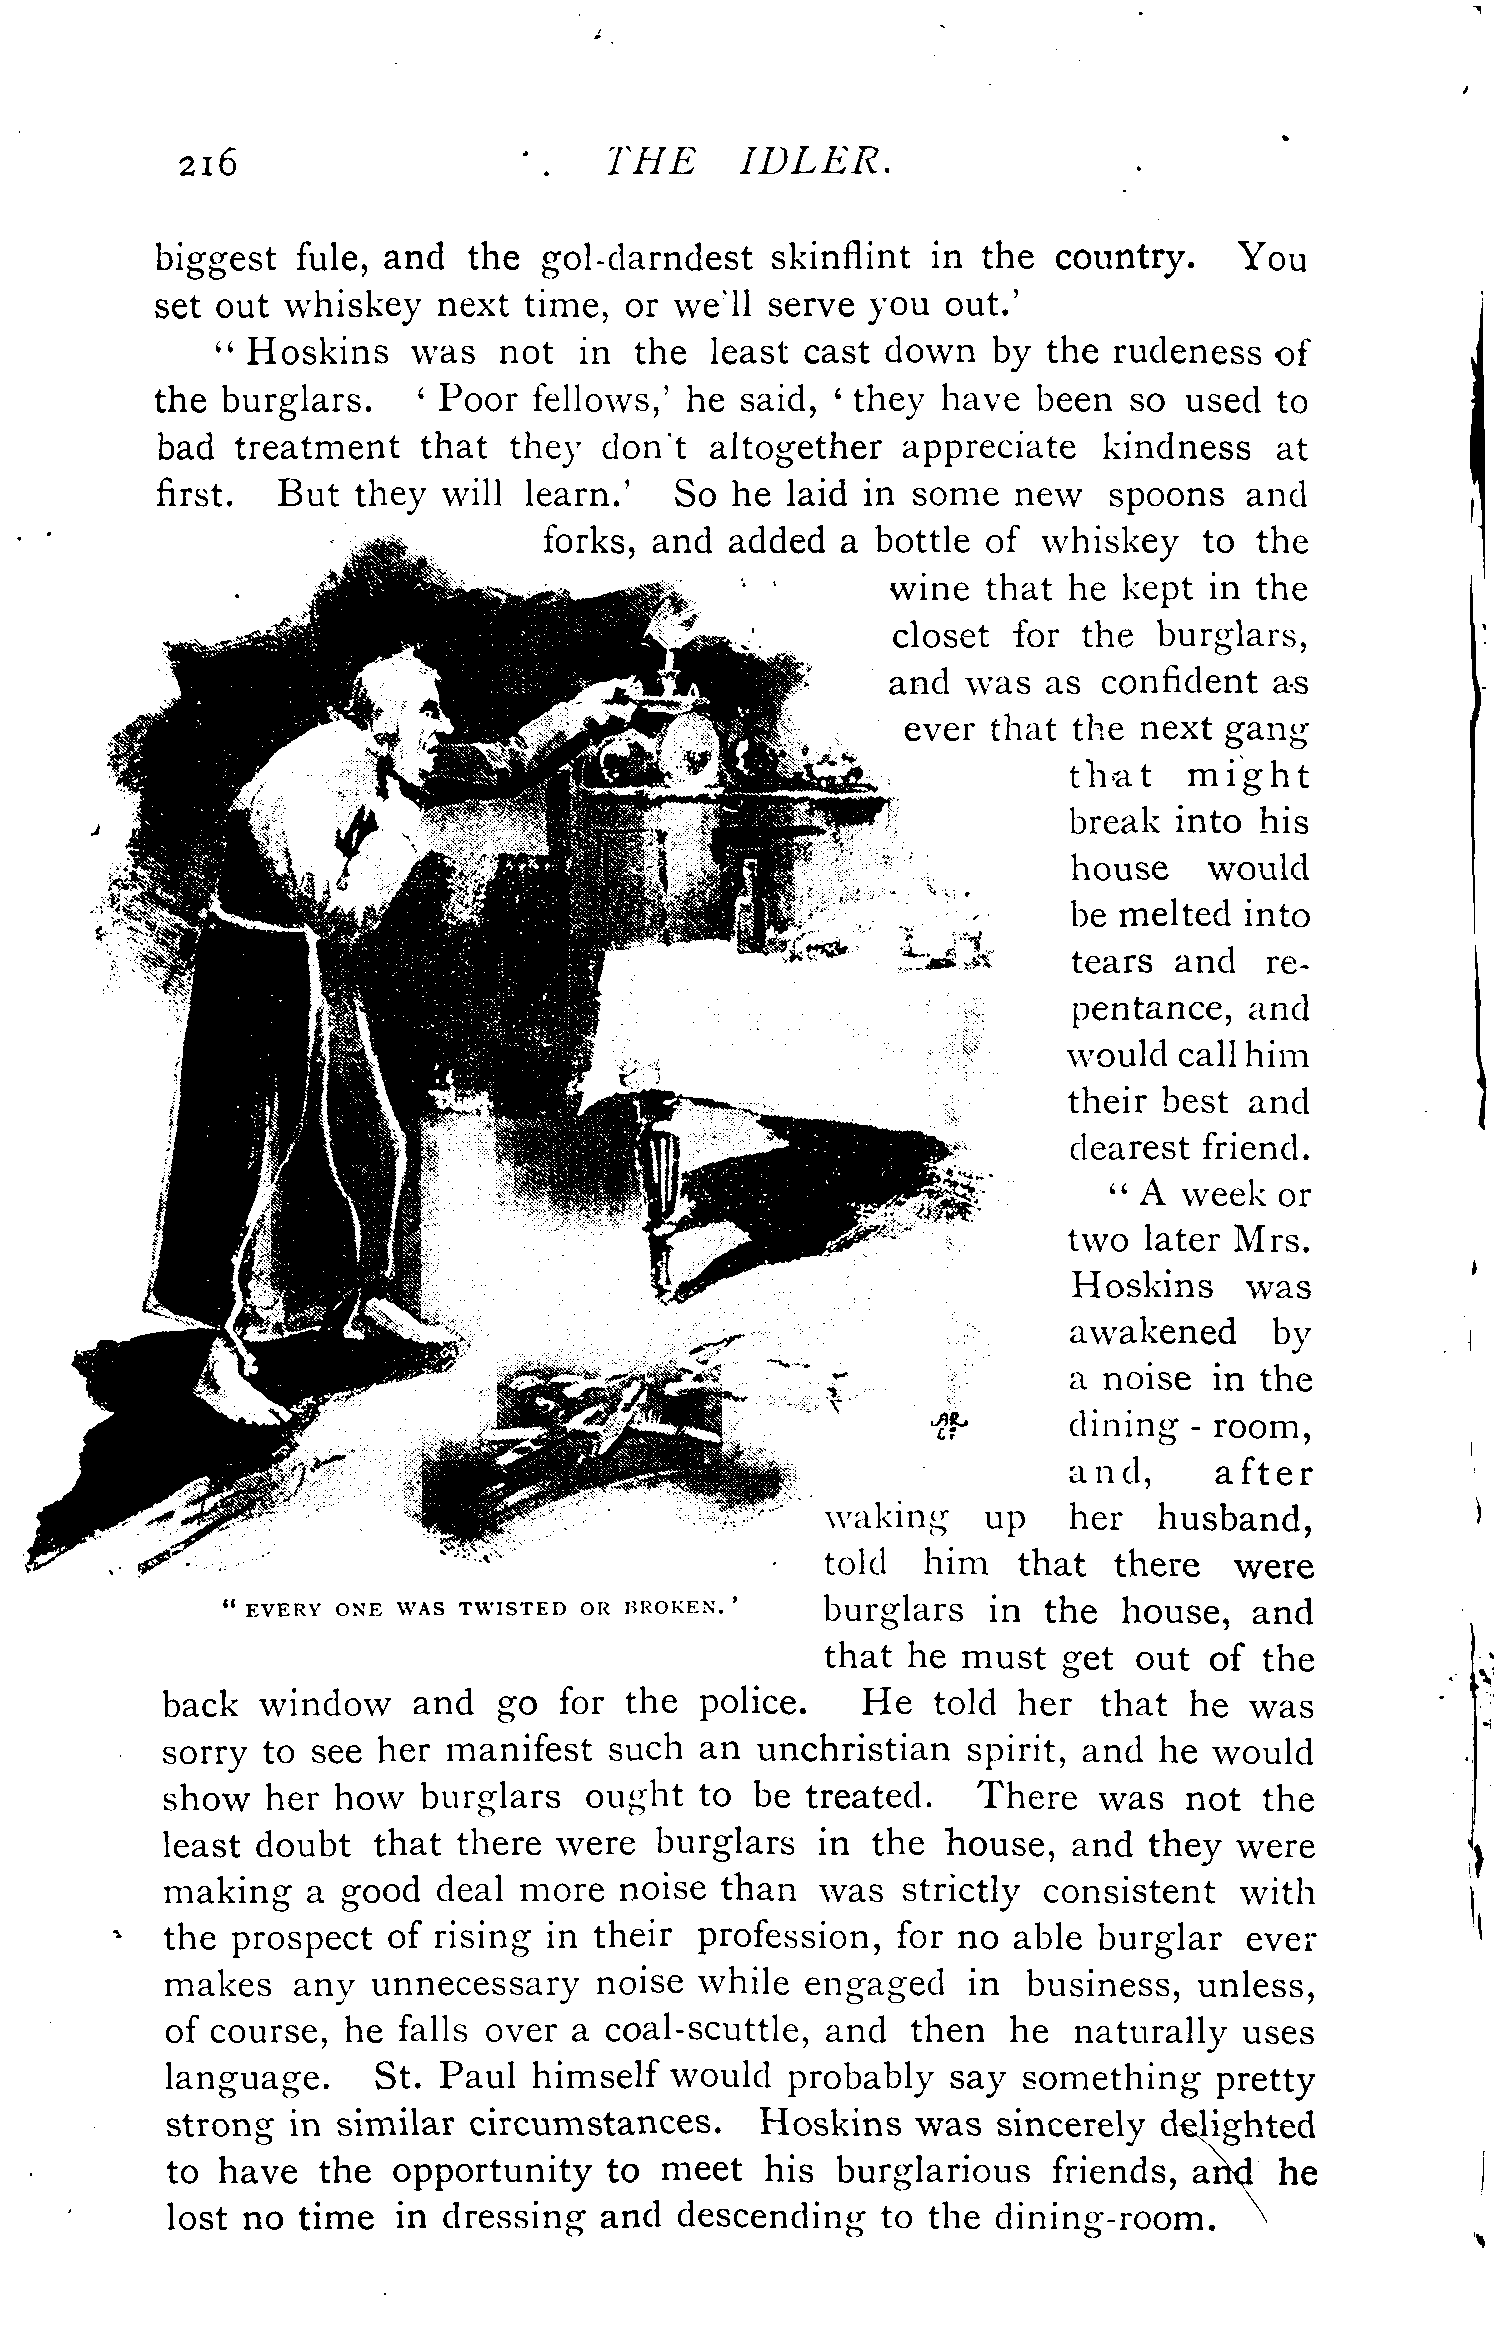 216 THE IDLER.
biggest fule, and the gol-darndest skinflint in the country. You
set out whiskey next time, or we'll serve you out.'
“ Hoskins was not in the least cast down by the rudeness of
the burglars. ‘ Poor fellows,’ he said, ‘ they have been so used to
bad treatment that they don't altogether appreciate kindness at
first. But they will learn.’ So he laid in some new spoons and
forks, and added a bottle of whiskey to the
wine that he kept in the
closet for the burglars,
and was as confident as
ever that the next gang
that might
break into his
house would
be melted into
tears and re-
pentance, and
would call him
their best and
dearest friend.
“ A week or
two later Mrs.
Hoskins was
awakened by
a noise in the
dining - room,
and, after
waking up her husband,
told him that there were
burglars in the house, and
that he must get out of the
“ EVERY ONE WAS TWISTED OR BROKEN.’
back window and go for the police. He told her that he was
sorry to see her manifest such an unchristian spirit, and he would
show her how burglars ought to be treated. There was not the
least doubt that there were burglars in the house, and they were
making a good deal more noise than was strictly consistent with
the prospect of rising in their profession, for no able burglar ever
makes any unnecessary noise while engaged in business, unless,
of course, he falls over a coal-scuttle, and then he naturally uses
language. St. Paul himself would probably say something pretty
strong in similar circumstances. Hoskins was sincerely delighted
to have the opportunity to meet his burglarious friends, and he
lost no time in dressing and descending to the dining-room.